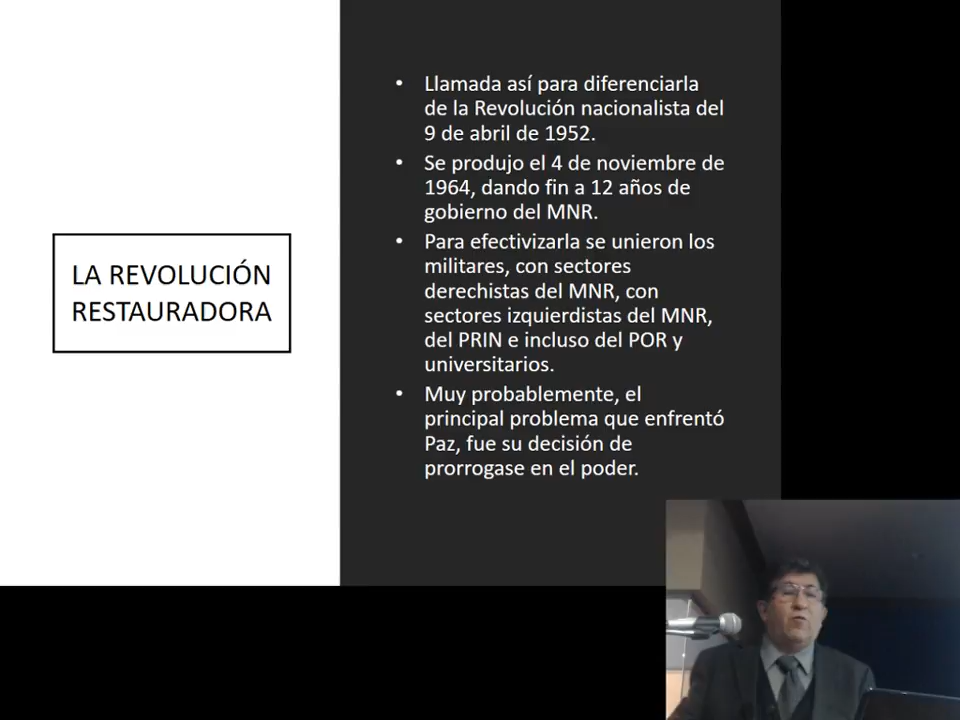 LA REVOLUCIÓN
RESTAURADORA
• Llamada así para diferenciarla
de la Revolución nacionalista del
9 de abril de 1952.
• Se produjo el 4 de noviembre de
1964, dando fin a 12 años de
gobierno del MNR.
• Para efectivizarla se unieron los
militares, con sectores
derechistas del MNR, con
sectores izquierdistas del MNR,
del PRIN e incluso del POR y
universitarios.
• Muy probablemente, el
principal problema que enfrentó
Paz, fue su decisión de
prorrogase en el poder.